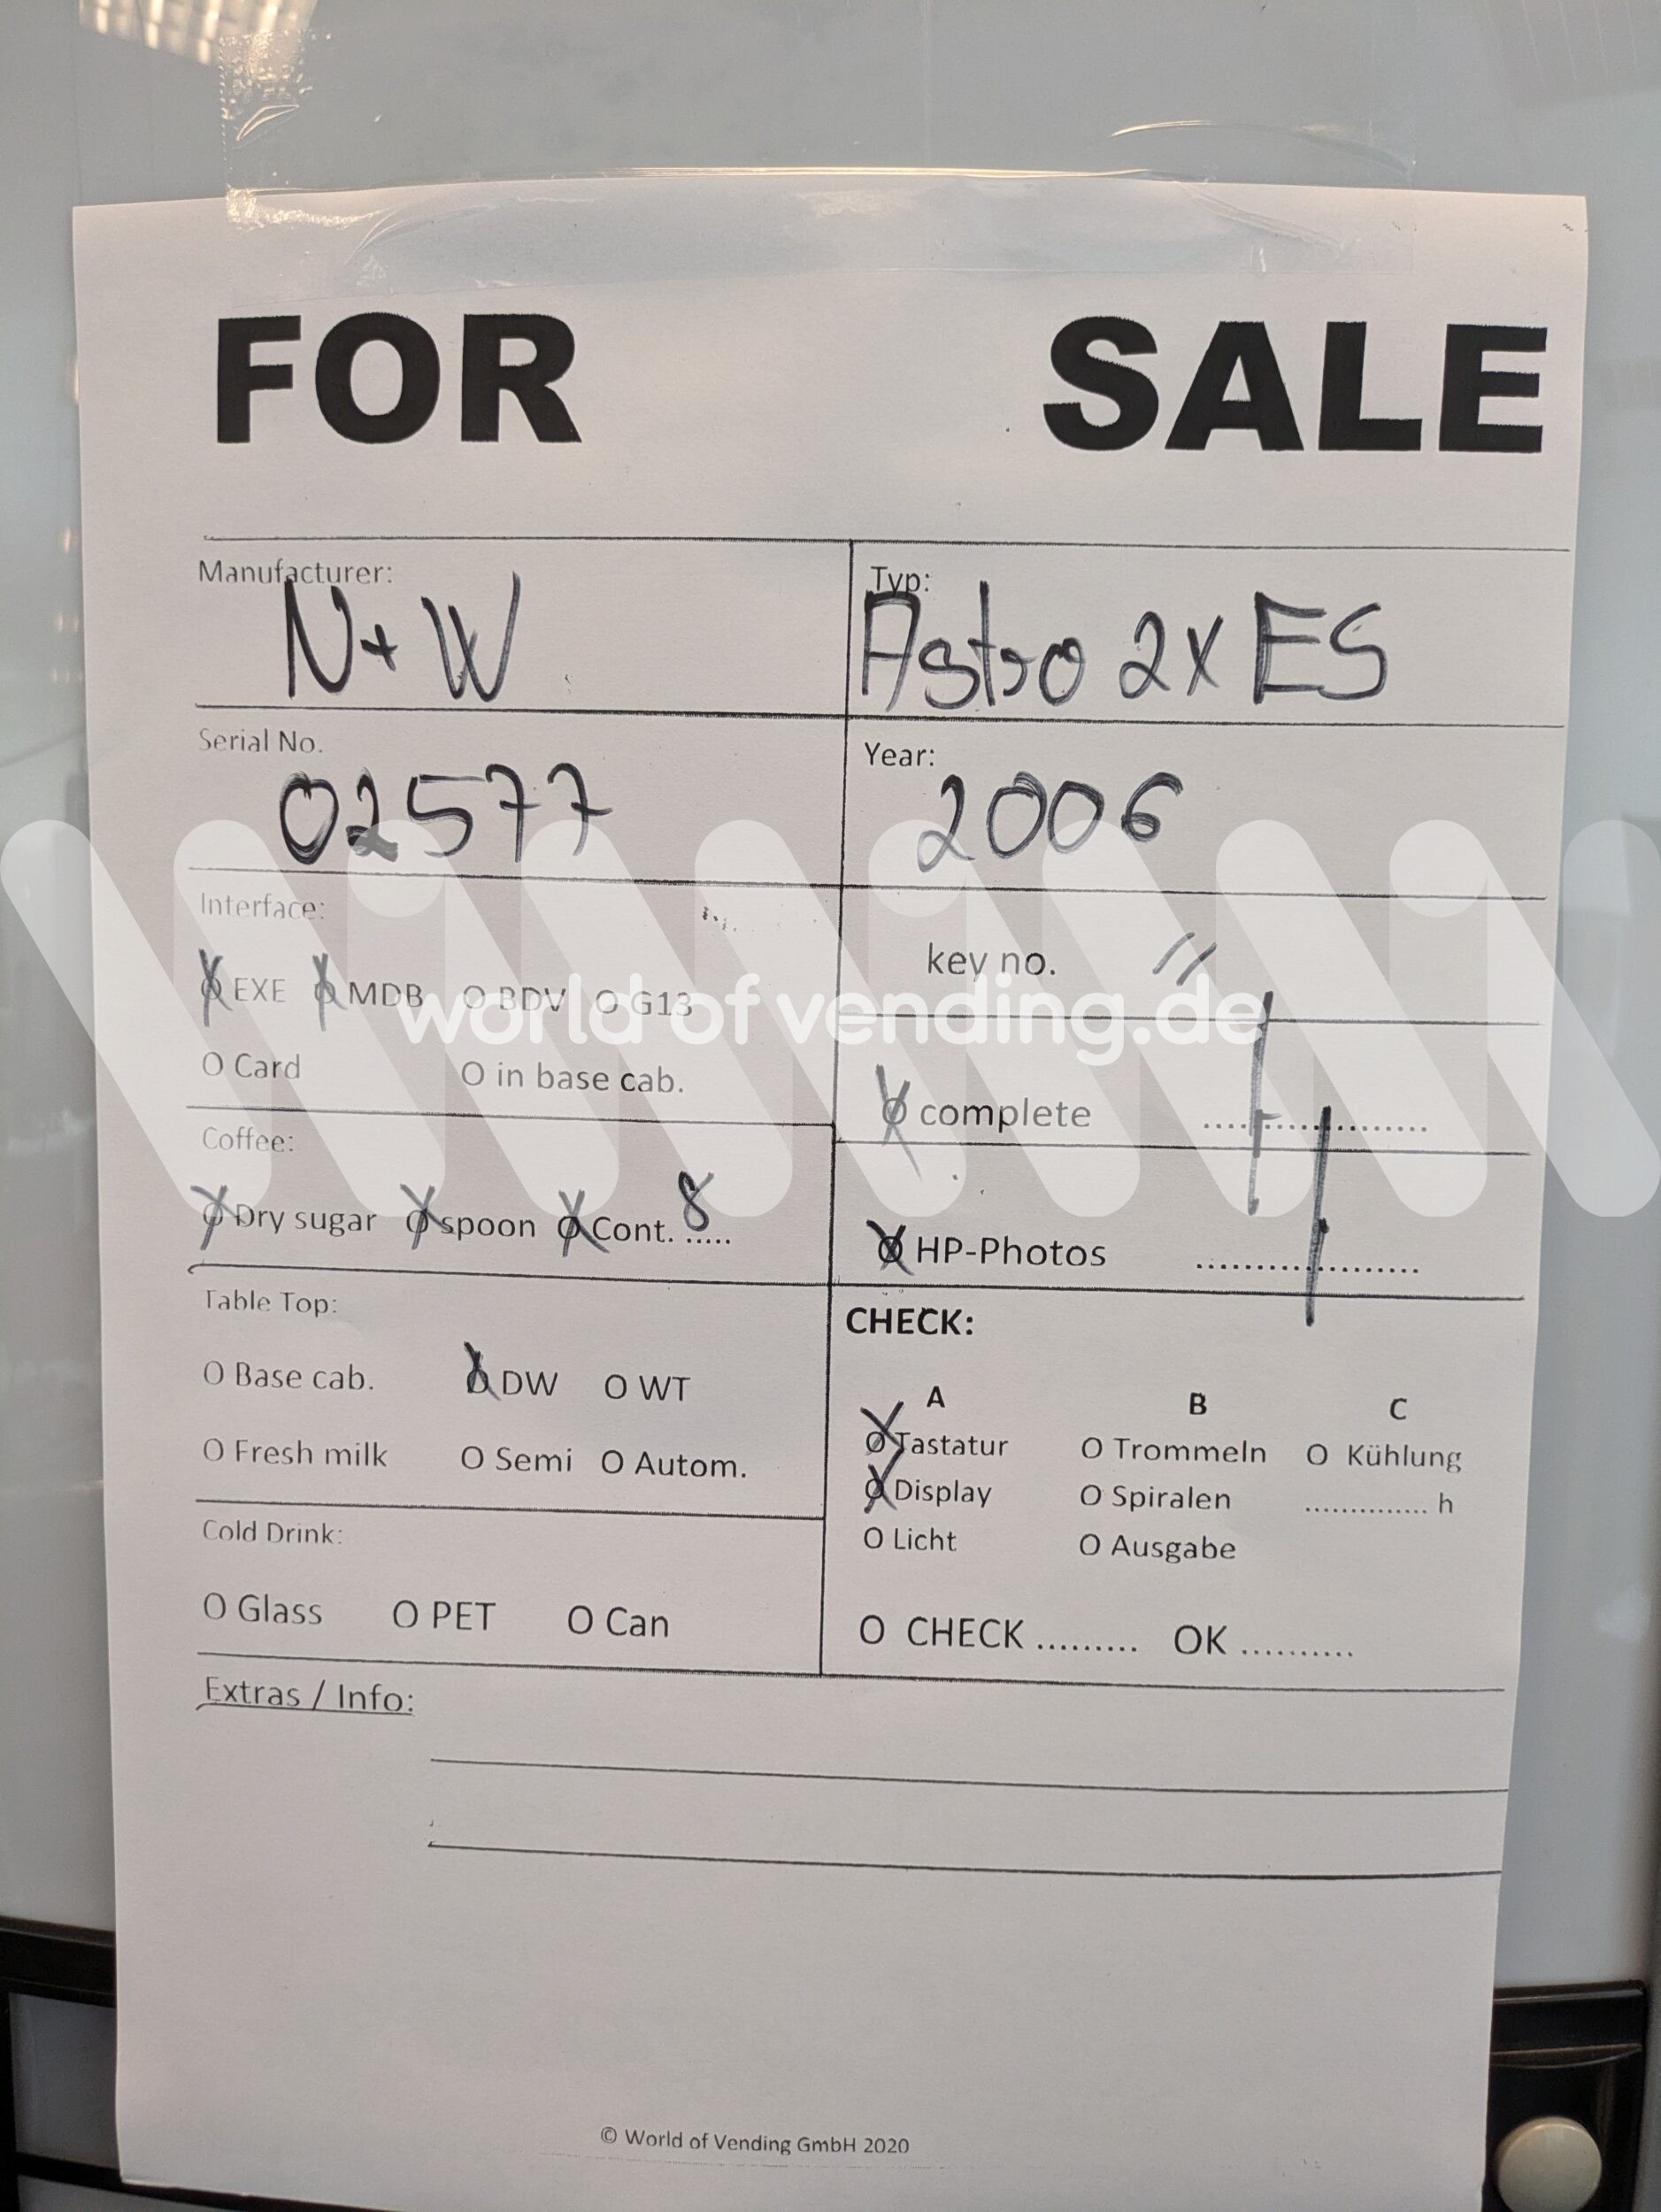 FOR SALE
Manufacturer: Typ:
N+W Astro 2x ES
Serial No. Year:
02577 2006
Interface:
key no. //
O EXE O MDB O BDV O G13
world of vending.de
O Card O in base cab.
O complete ....................
Coffee:
O Dry sugar O spoon O Cont. 8 .....
O HP-Photos ....................
Table Top:
CHECK:
O Base cab. O DW O WT
A B C
O Tastatur O Trommeln O Kühlung
O Fresh milk O Semi O Autom.
O Display O Spiralen .............. h
Cold Drink:
O Licht O Ausgabe
O Glass O PET O Can
O CHECK ......... OK ..........
Extras / Info:
© World of Vending GmbH 2020